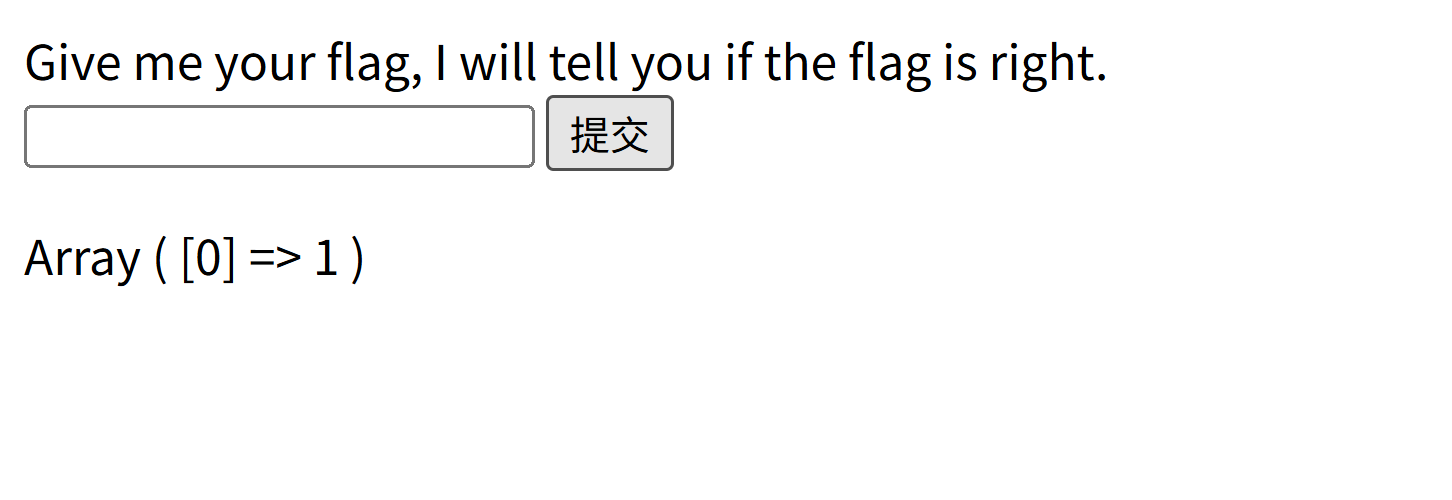 Give me your flag, I will tell you if the flag is right.
提交
Array ( [0] => 1 )